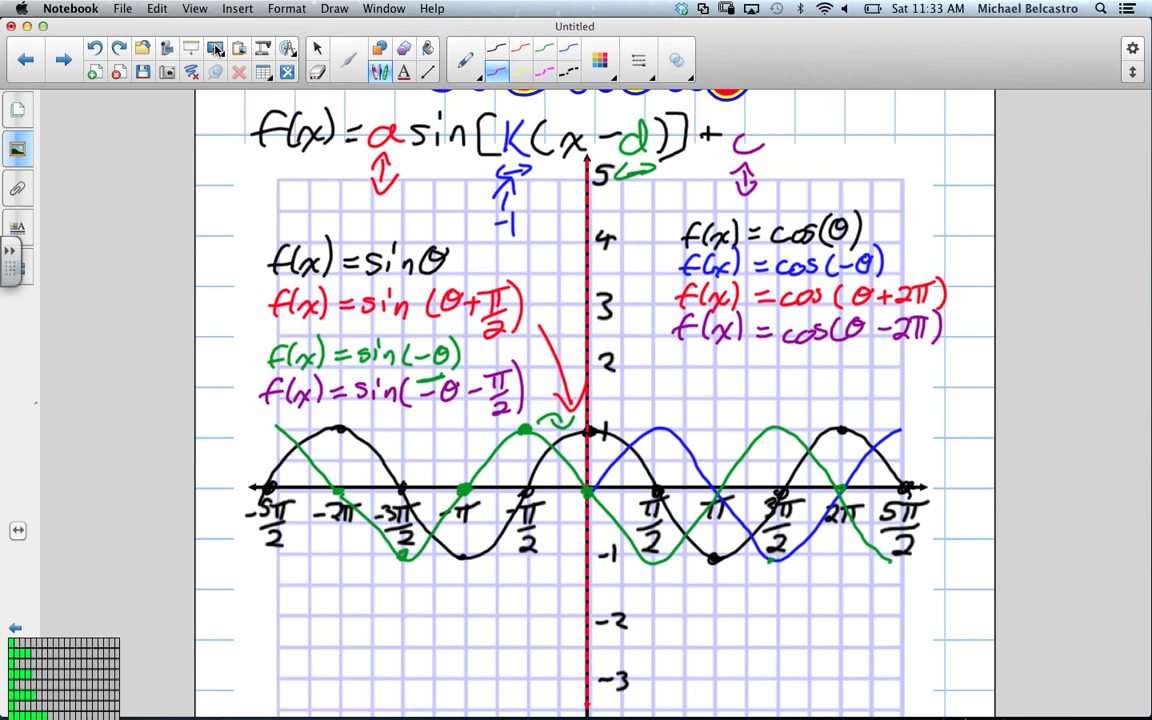 Notebook File Edit View Insert Format Draw Window Help Sat 11:33 AM Michael Belcastro
Untitled
f(x) = a sin[K(x-d)] + c
5
-1
4
f(x) = sinθ
f(x) = cos(θ)
f(x) = cos(-θ)
f(x) = sin (θ+π/2)
f(x) = cos (θ+2π)
3
f(x) = cos(θ-2π)
f(x) = sin(-θ)
2
f(x) = sin(-θ-π/2)
1
-5π/2 -2π -3π/2 -π -π/2 π/2 π 3π/2 2π 5π/2
-1
-2
-3